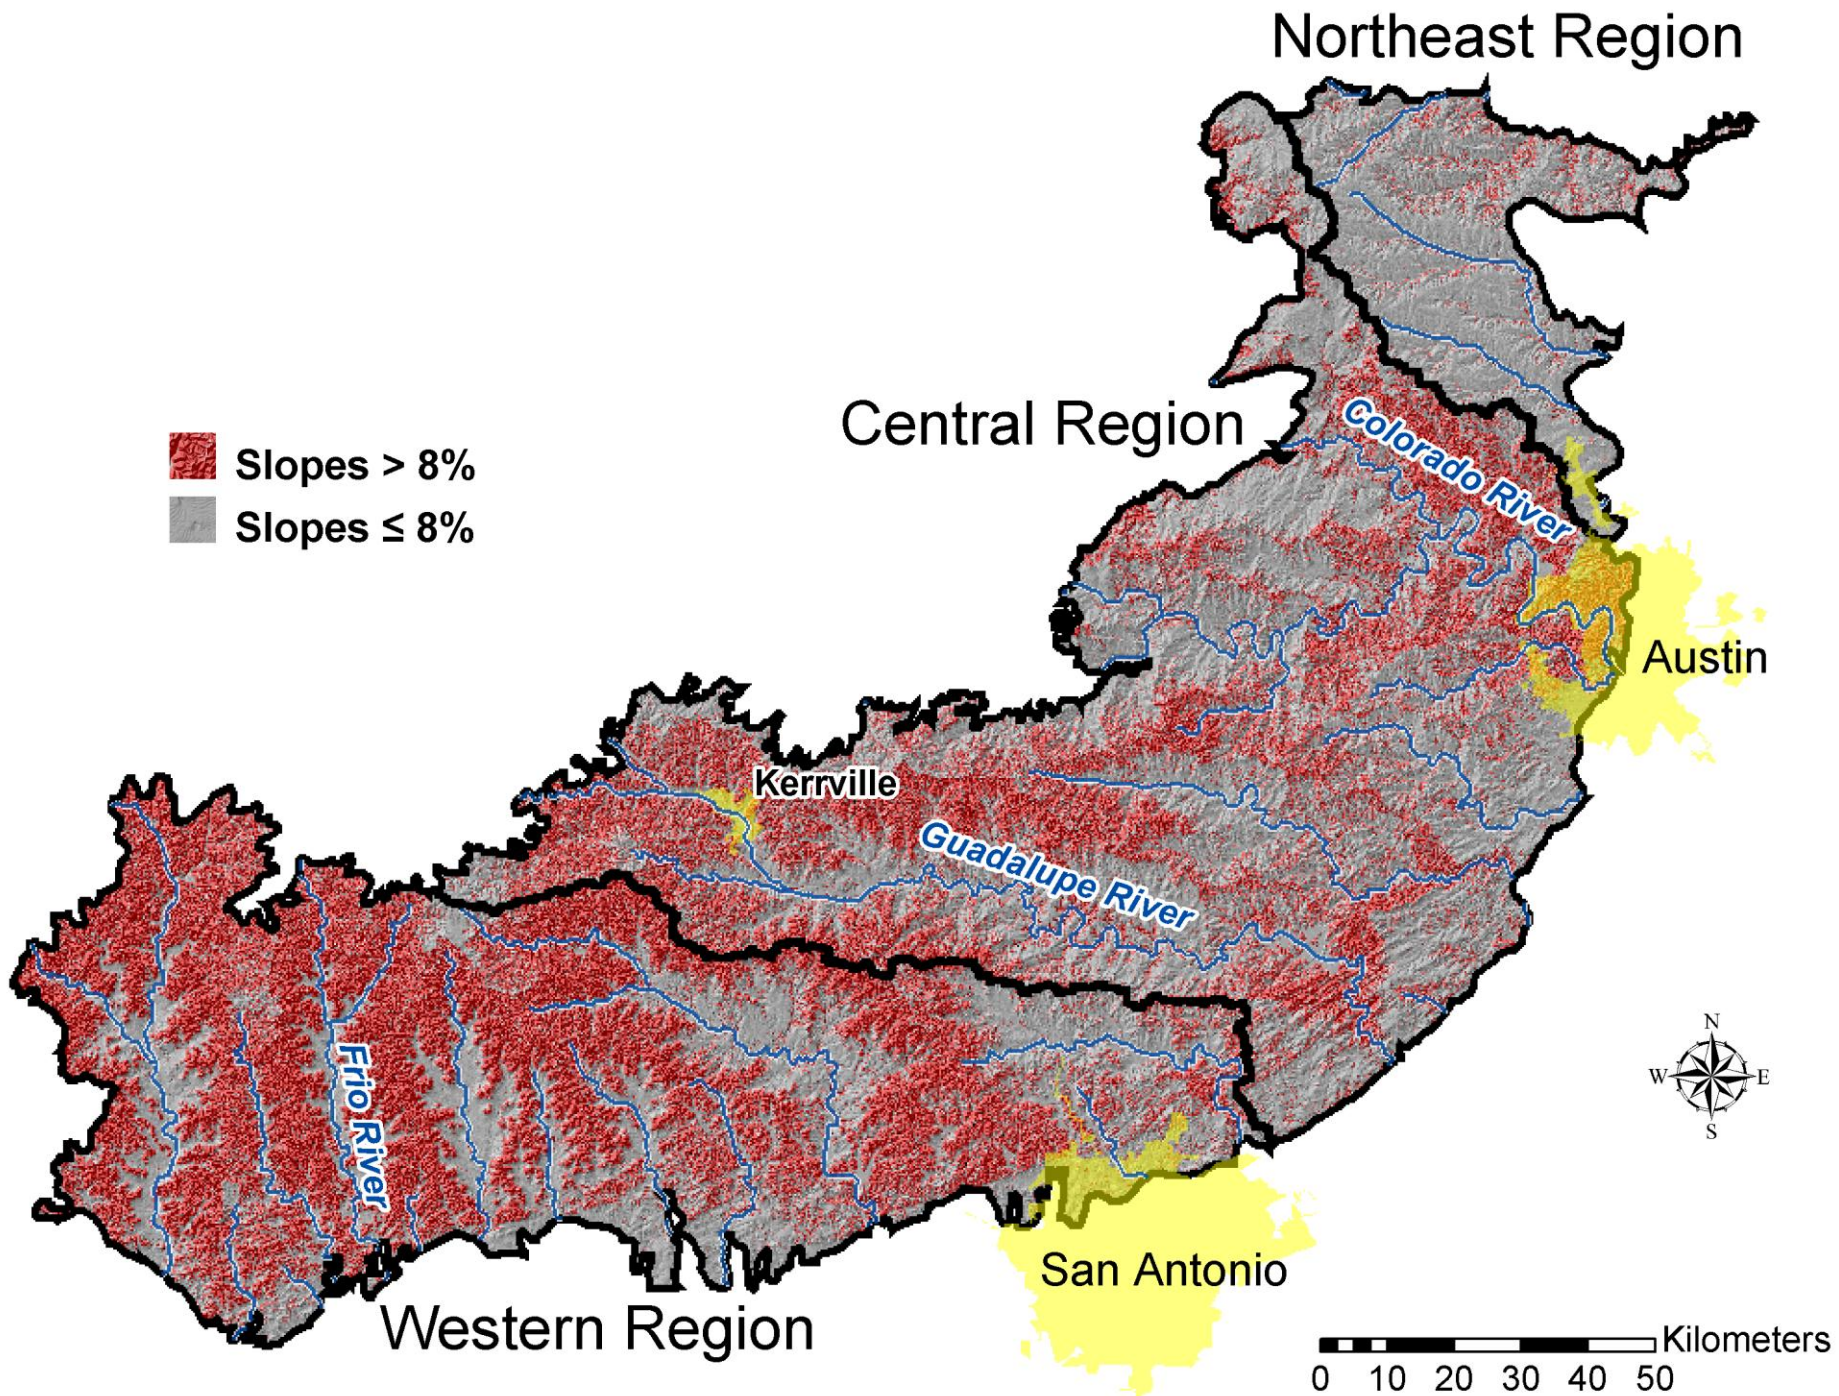 Northeast Region
Central Region
Colorado River
Slopes > 8%
Slopes ≤ 8%
Austin
Kerrville
Guadalupe River
N
W
E
S
Frio River
San Antonio
Western Region
Kilometers
0 10 20 30 40 50